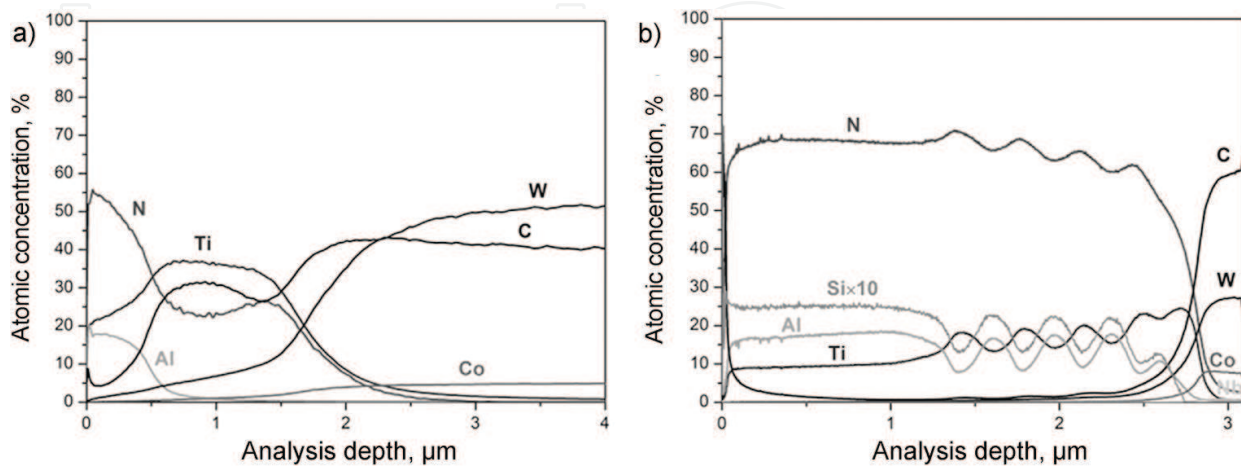 a)
Atomic concentration, %
100
90
80
70
60
50
40
30
20
10
0
N
Ti
Al
W
C
Co
0
1
2
3
4
Analysis depth, µm
b)
Atomic concentration, %
100
90
80
70
60
50
40
30
20
10
0
N
Si×10
Al
Ti
C
W
Co
Nb
0
1
2
3
Analysis depth, µm